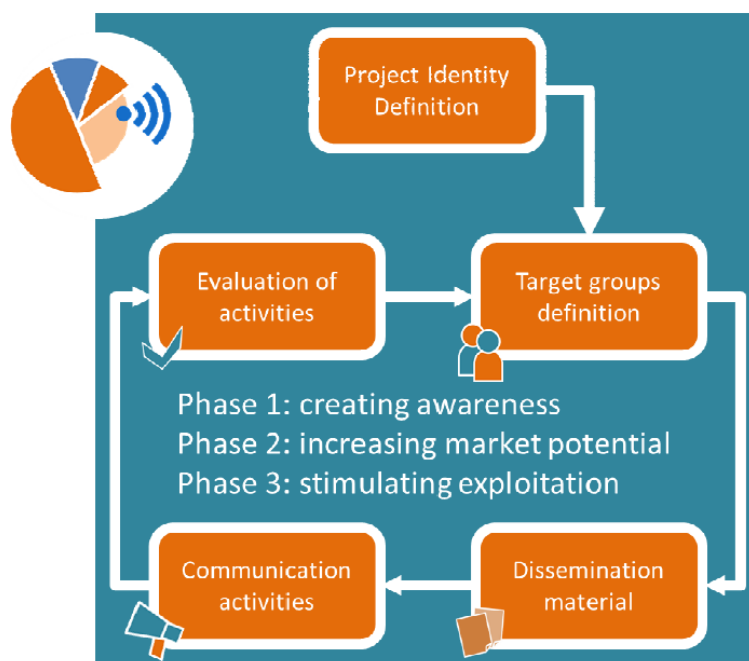 Project Identity
Definition
Evaluation of
activities
Target groups
definition
Phase 1: creating awareness
Phase 2: increasing market potential
Phase 3: stimulating exploitation
Communication
activities
Dissemination
material